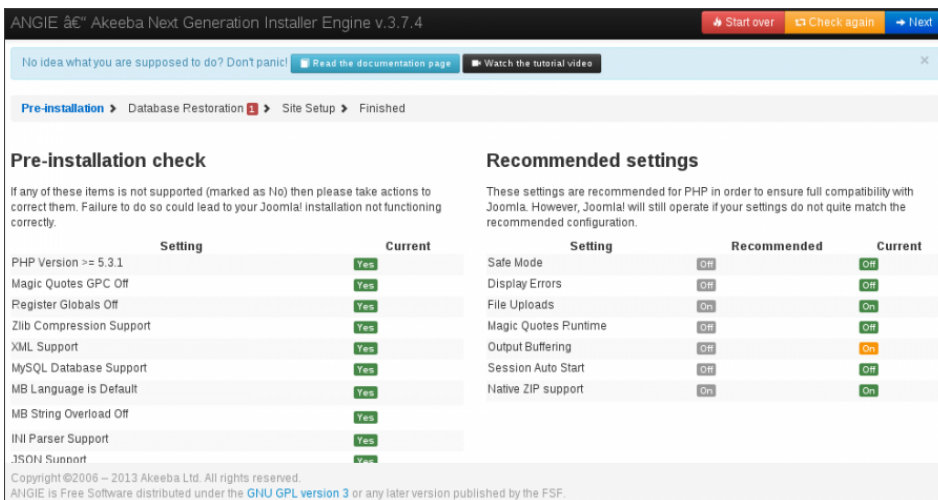 ANGIE â€“ Akeeba Next Generation Installer Engine v.3.7.4
Start over
Check again
Next
No idea what you are supposed to do? Don't panic!
Read the documentation page
Watch the tutorial video
×
Pre-installation
Database Restoration 1
Site Setup
Finished
Pre-installation check
If any of these items is not supported (marked as No) then please take actions to
correct them. Failure to do so could lead to your Joomla! installation not functioning
correctly.
Setting Current
PHP Version >= 5.3.1 Yes
Magic Quotes GPC Off Yes
Register Globals Off Yes
Zlib Compression Support Yes
XML Support Yes
MySQL Database Support Yes
MB Language is Default Yes
MB String Overload Off Yes
INI Parser Support Yes
JSON Support Yes
Recommended settings
These settings are recommended for PHP in order to ensure full compatibility with
Joomla. However, Joomla! will still operate if your settings do not quite match the
recommended configuration.
Setting Recommended Current
Safe Mode Off Off
Display Errors Off Off
File Uploads On On
Magic Quotes Runtime Off Off
Output Buffering Off On
Session Auto Start Off Off
Native ZIP support On On
Copyright ©2006 – 2013 Akeeba Ltd. All rights reserved.
ANGIE is Free Software distributed under the GNU GPL version 3 or any later version published by the FSF.